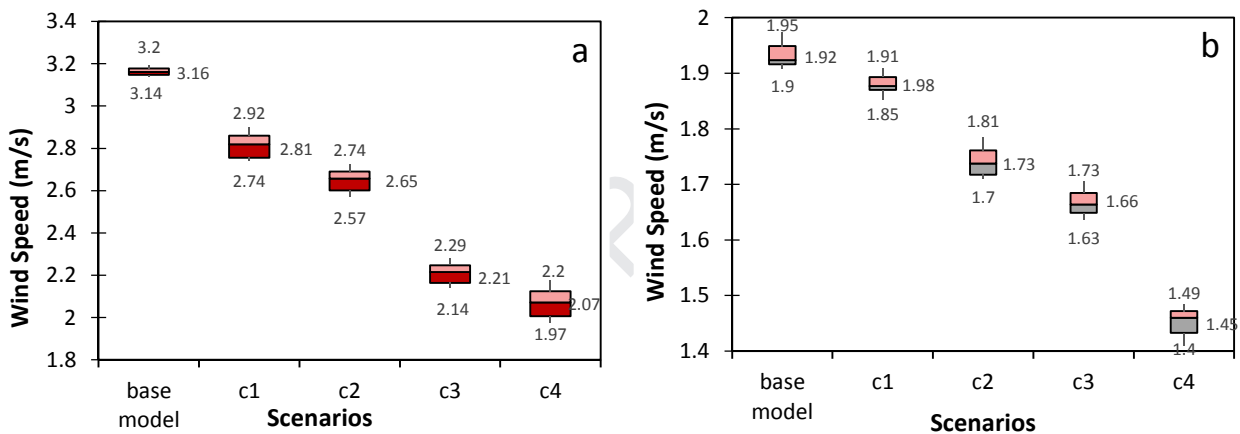 a
3.4
3.2
3
2.8
2.6
2.4
2.2
2
1.8
Wind Speed (m/s)
3.2
3.16
3.14
2.92
2.81
2.74
2.74
2.65
2.57
2.29
2.21
2.14
2.2
2.07
1.97
base model
c1
c2
c3
c4
Scenarios
b
2
1.9
1.8
1.7
1.6
1.5
1.4
Wind Speed (m/s)
1.95
1.92
1.9
1.91
1.98
1.85
1.81
1.73
1.7
1.73
1.66
1.63
1.49
1.45
1.4
base model
c1
c2
c3
c4
Scenarios